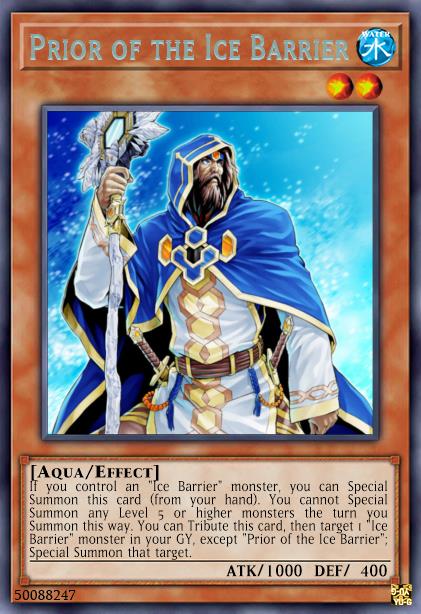 Prior of the Ice Barrier
WATER
水
[Aqua/Effect]
If you control an "Ice Barrier" monster, you can Special
Summon this card (from your hand). You cannot Special
Summon any Level 5 or higher monsters the turn you
Summon this way. You can Tribute this card, then target 1 "Ice
Barrier" monster in your GY, except "Prior of the Ice Barrier";
Special Summon that target.
ATK/1000 DEF/ 400
50088247